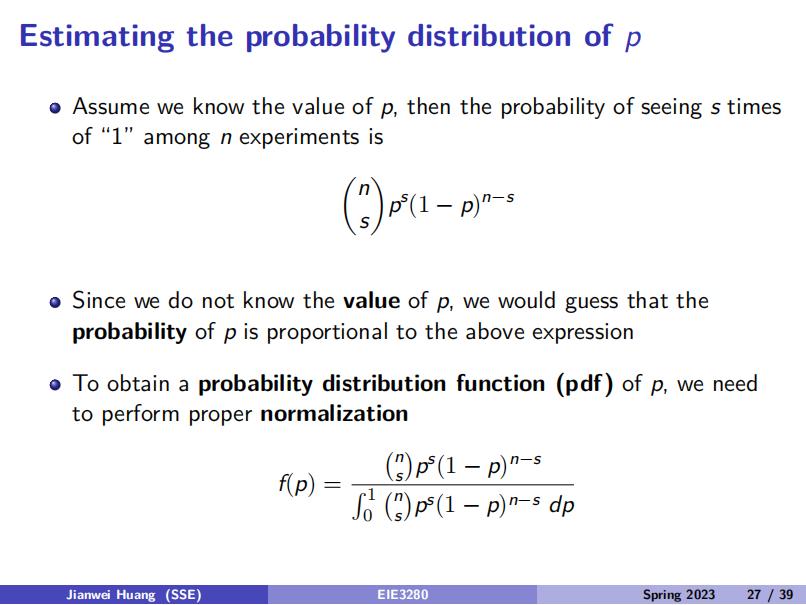 Estimating the probability distribution of p
Assume we know the value of p, then the probability of seeing s times
of “1” among n experiments is
\binom{n}{s} p^s(1 − p)^{n−s}
Since we do not know the value of p, we would guess that the
probability of p is proportional to the above expression
To obtain a probability distribution function (pdf) of p, we need
to perform proper normalization
f(p) = \frac{\binom{n}{s} p^s(1 − p)^{n−s}}{\int_0^1 \binom{n}{s} p^s(1 − p)^{n−s} dp}
Jianwei Huang (SSE) EIE3280 Spring 2023 27 / 39